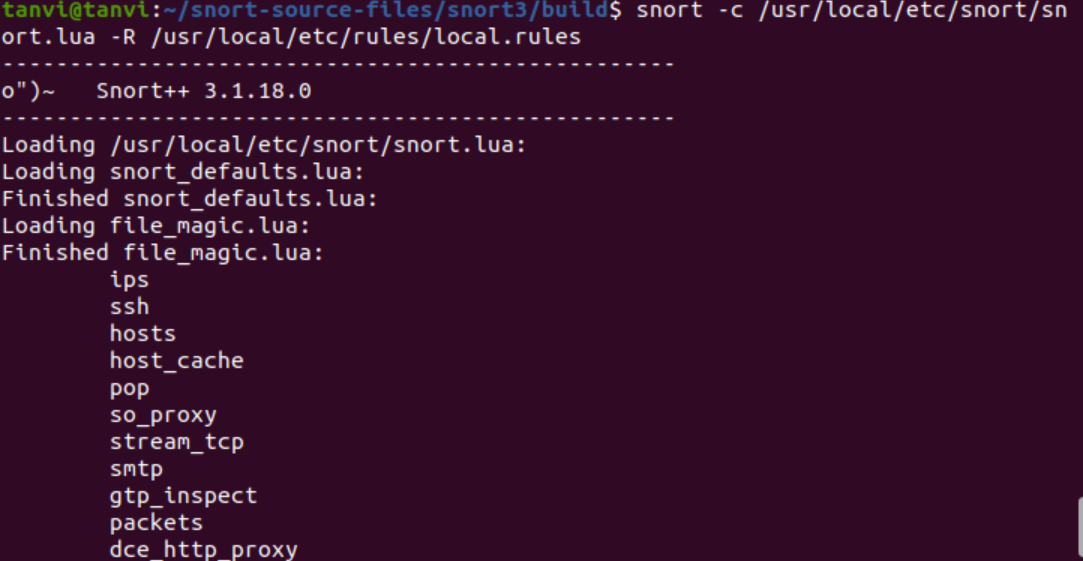 tanvi@tanvi:~/snort-source-files/snort3/build$ snort -c /usr/local/etc/snort/sn
ort.lua -R /usr/local/etc/rules/local.rules
--------------------------------------------------
o")~   Snort++ 3.1.18.0
--------------------------------------------------
Loading /usr/local/etc/snort/snort.lua:
Loading snort_defaults.lua:
Finished snort_defaults.lua:
Loading file_magic.lua:
Finished file_magic.lua:
        ips
        ssh
        hosts
        host_cache
        pop
        so_proxy
        stream_tcp
        smtp
        gtp_inspect
        packets
        dce_http_proxy